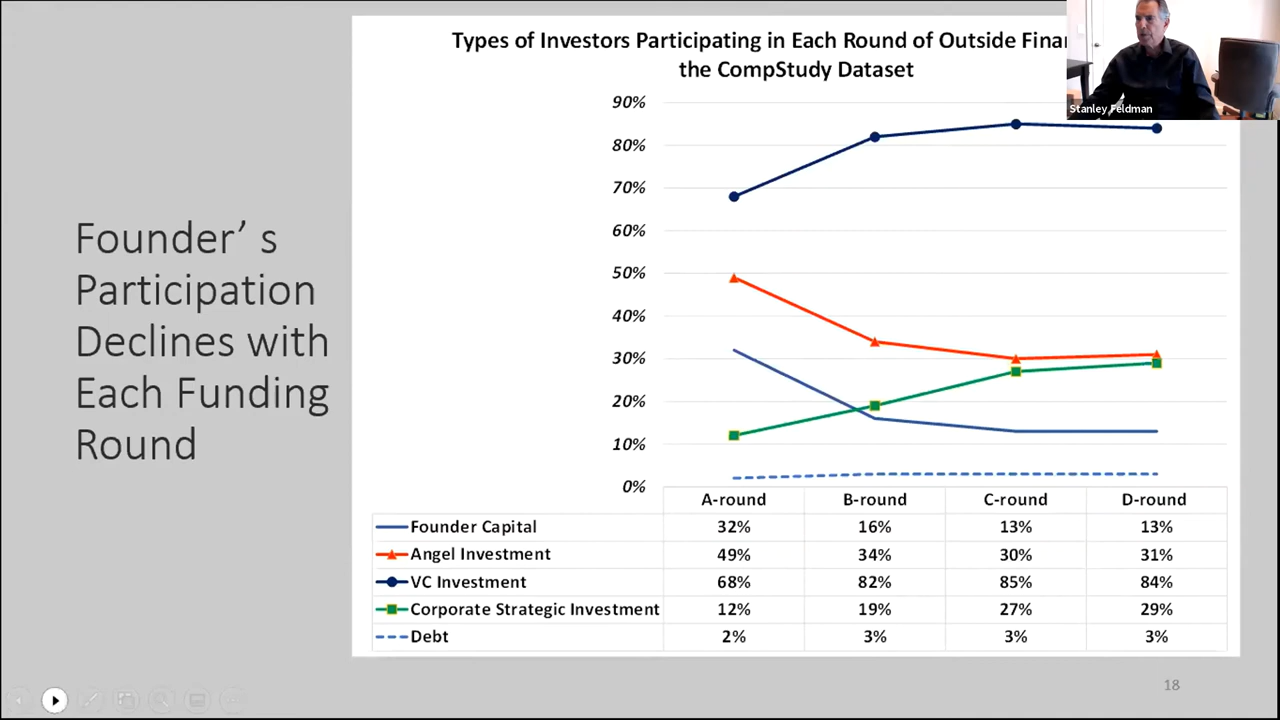 Types of Investors Participating in Each Round of Outside
the CompStudy Dataset
Stanley Feldman
Founder’ s
Participation
Declines with
Each Funding
Round
90%
80%
70%
60%
50%
40%
30%
20%
10%
0%
A-round B-round C-round D-round
Founder Capital 32% 16% 13% 13%
Angel Investment 49% 34% 30% 31%
VC Investment 68% 82% 85% 84%
Corporate Strategic Investment 12% 19% 27% 29%
Debt 2% 3% 3% 3%
18